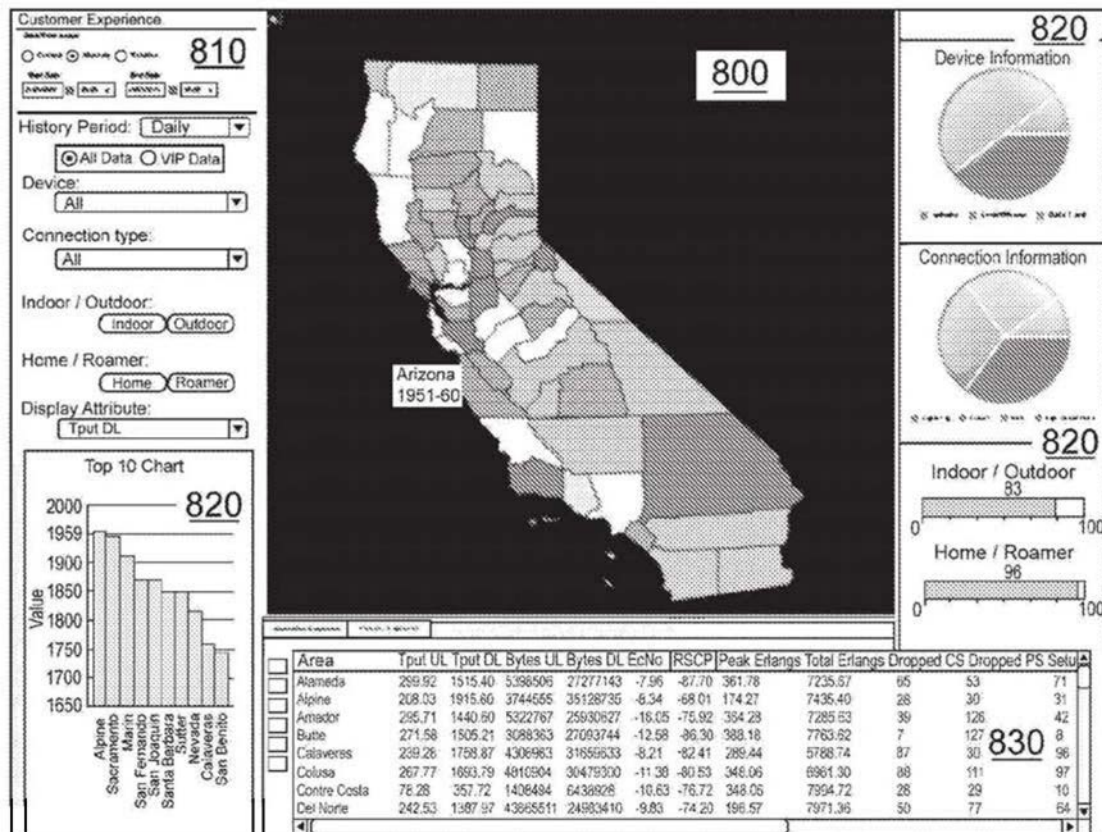 Customer Experience
810
History Period: Daily
All Data VIP Data
Device:
All
Connection type:
All
Indoor / Outdoor:
Indoor Outdoor
Home / Roamer:
Home Roamer
Display Attribute:
Tput DL
Top 10 Chart
820
2000
1959
1900
1850
1800
1750
1700
1650
Value
Alpine
Sacramento
Marin
San Fernando
San Joaquin
Santa Barbara
Sutter
Nevada
Calaveras
San Benito
800
Arizona
1951-60
820
Device Information
Connection Information
820
Indoor / Outdoor
83
0 100
Home / Roamer
96
0 100
Area Tput UL Tput DL Bytes UL Bytes DL EcNo RSCP Peak Erlangs Total Erlangs Dropped CS Dropped PS Setu
Alameda 299.92 1515.40 5398506 27277143 -7.96 -87.70 361.78 7235.67 65 53 71
Alpine 208.03 1915.60 3744555 35128735 -8.34 -68.01 174.27 7435.40 28 30 31
Amador 295.71 1440.60 5322767 25930627 -16.05 -75.92 354.28 7285.63 39 126 42
Butte 271.58 1505.21 3088363 27093744 -12.58 -86.30 388.18 7763.62 7 127 8
Calaveres 239.28 1758.87 4306983 31659633 -8.21 -82.41 289.44 5788.74 87 30 96
Colusa 267.77 1693.79 4810904 30479300 -11.38 -80.53 348.06 6961.30 88 111 97
Contre Costa 78.28 357.72 1408484 6438928 -10.63 -76.72 348.05 7994.72 28 29 10
Del Norte 242.53 1387.97 43865511 24983410 -9.83 -74.20 196.57 7971.36 50 77 64
830